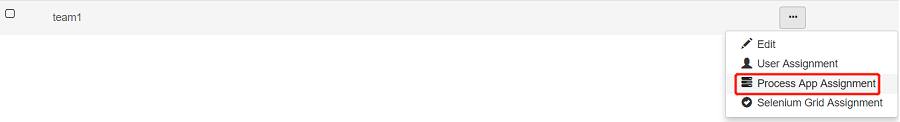 team1
Edit
User Assignment
Process App Assignment
Selenium Grid Assignment